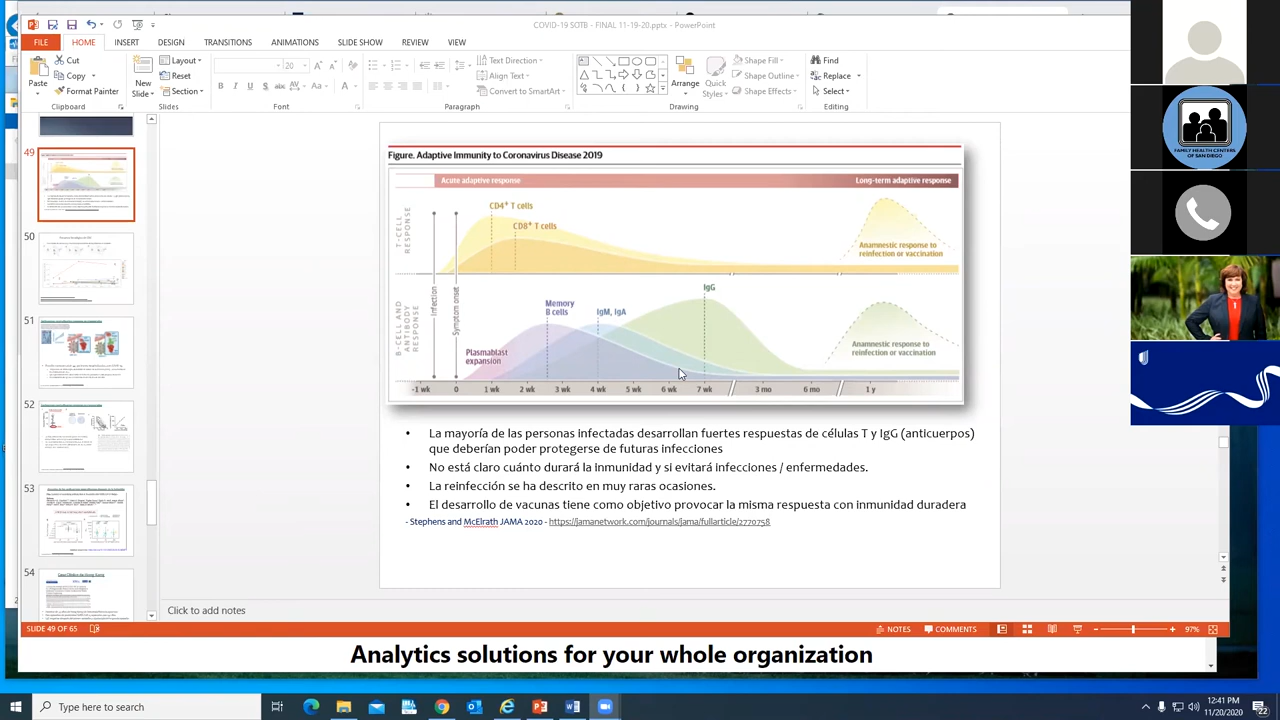 COVID-19 SOTB - FINAL 11-19-20.pptx - PowerPoint
FILE HOME INSERT DESIGN TRANSITIONS ANIMATIONS SLIDE SHOW REVIEW VIEW
Cut
Copy
Format Painter
Paste
Clipboard
New
Slide
Layout
Reset
Section
Slides
20
B I U S abc AV Aa A
Font
Text Direction
Align Text
Convert to SmartArt
Paragraph
Arrange
Quick
Styles
Shape Fill
Shape Outline
Shape Effects
Drawing
Find
Replace
Select
Editing
49
50
51
52
53
54
Figure. Adaptive Immunity to Coronavirus Disease 2019
Acute adaptive response
Long-term adaptive response
T-CELL
RESPONSE
CD4+ T cells
CD8+ T cells
Anamnestic response to
reinfection or vaccination
Infection
Symptom onset
B-CELL AND
ANTIBODY
RESPONSE
Plasmablast
expansion
Memory
B cells
IgM, IgA
IgG
Anamnestic response to
reinfection or vaccination
-1 wk 0 1 wk 2 wk 3 wk 4 wk 5 wk 6 wk 7 wk 3 mo 6 mo 1 y
• La mayoría de las personas infectadas desarrollan fuertes respuestas de células T y IgG (anticuerpos)
que deberían poder protegerse de futuras infecciones
• No está claro cuánto durará la inmunidad y si evitará infecciones / enfermedades.
• La reinfección se ha descrito en muy raras ocasiones.
• El desarrollo de vacunas tiene como objetivo provocar la misma respuesta con inmunidad duradera
- Stephens and McElrath JAMA 2020 - https://jamanetwork.com/journals/jama/fullarticle/2770758
Click to add notes
SLIDE 49 OF 65
NOTES COMMENTS
97%
Analytics solutions for your whole organization
FAMILY HEALTH CENTERS
OF SAN DIEGO
Type here to search
12:41 PM
11/20/2020
22